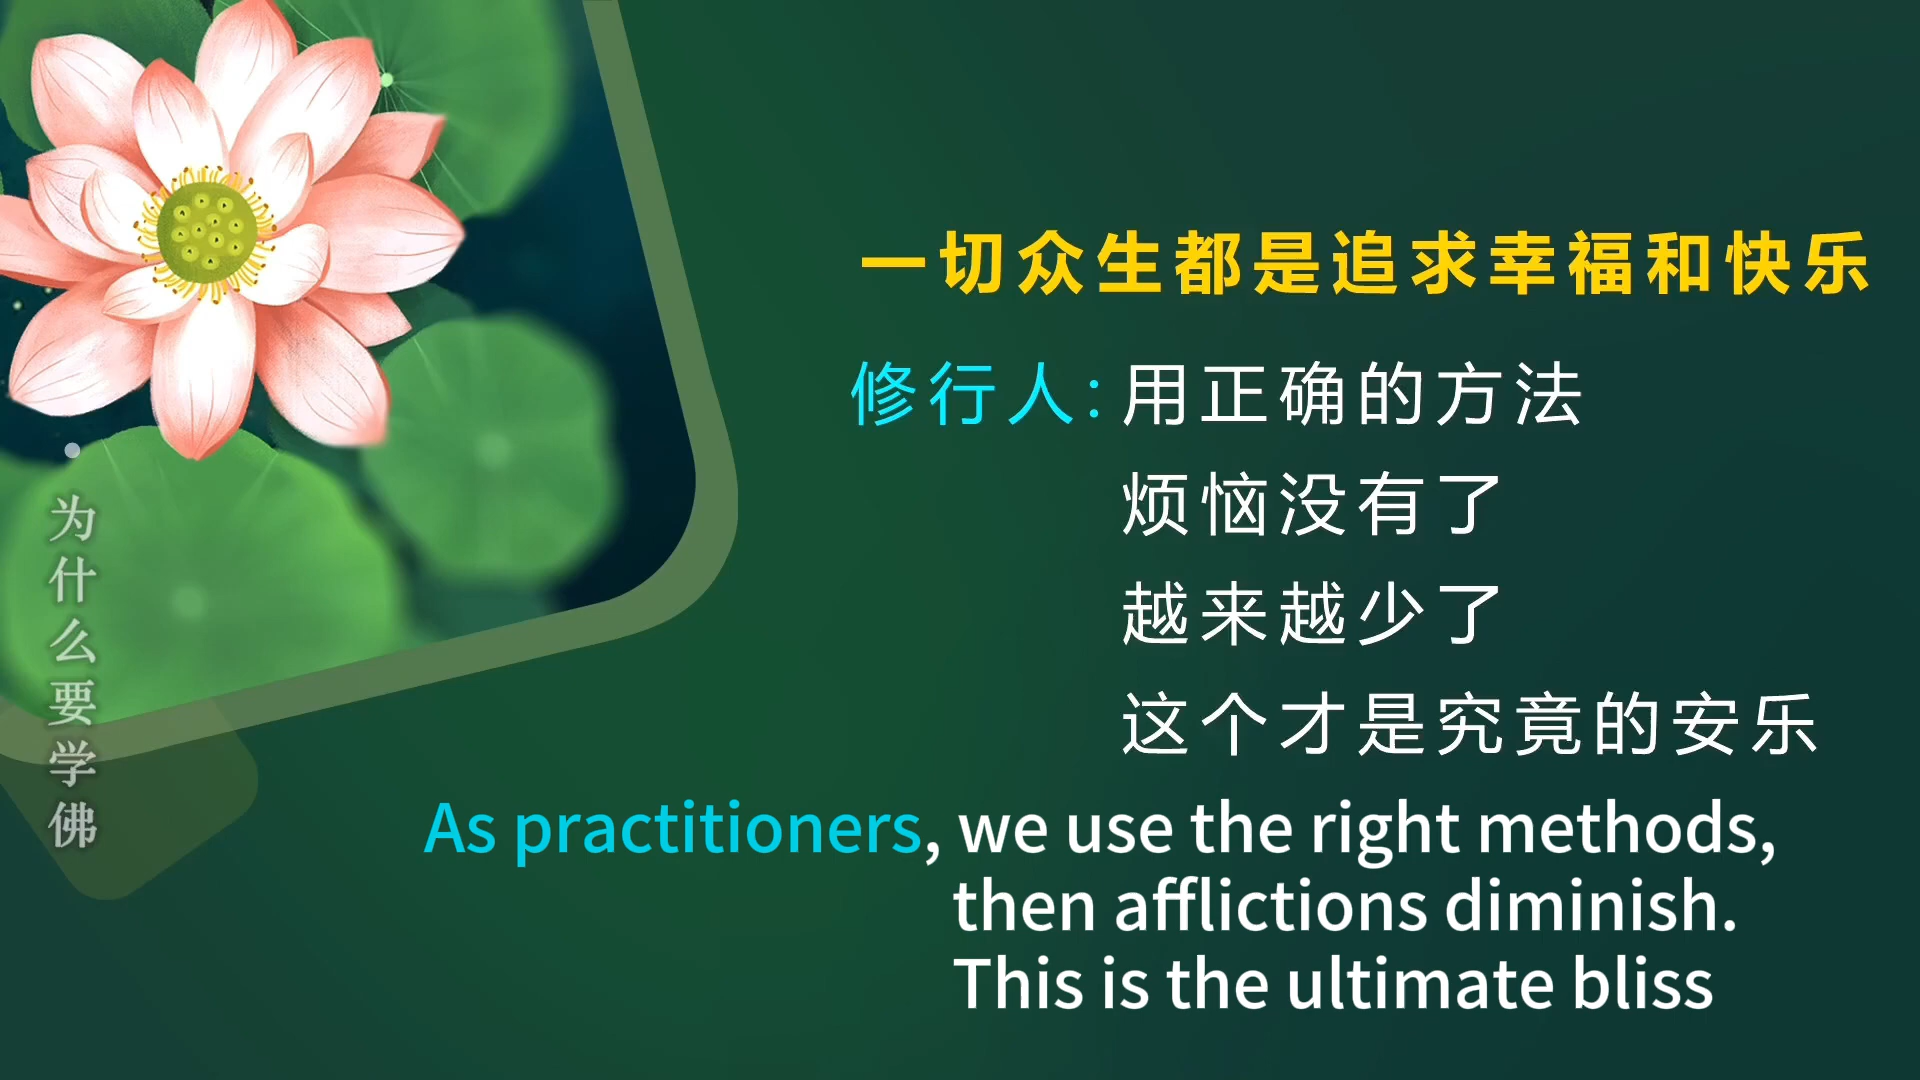 一切众生都是追求幸福和快乐
修行人:用正确的方法
烦恼没有了
越来越少了
这个才是究竟的安乐
As practitioners, we use the right methods,
then afflictions diminish.
This is the ultimate bliss
为什么要学佛